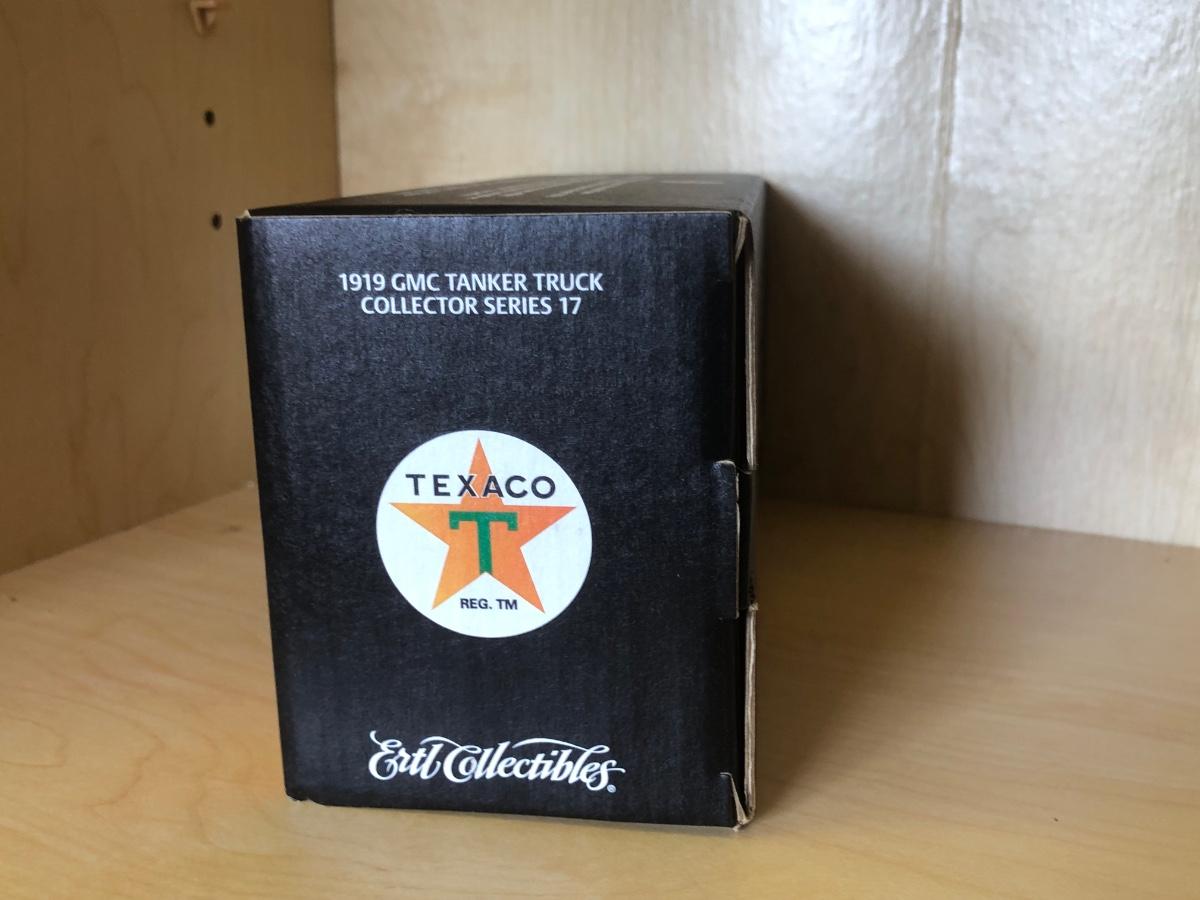 1919 GMC TANKER TRUCK
COLLECTOR SERIES 17
TEXACO
T
REG. TM
Ertl Collectibles®